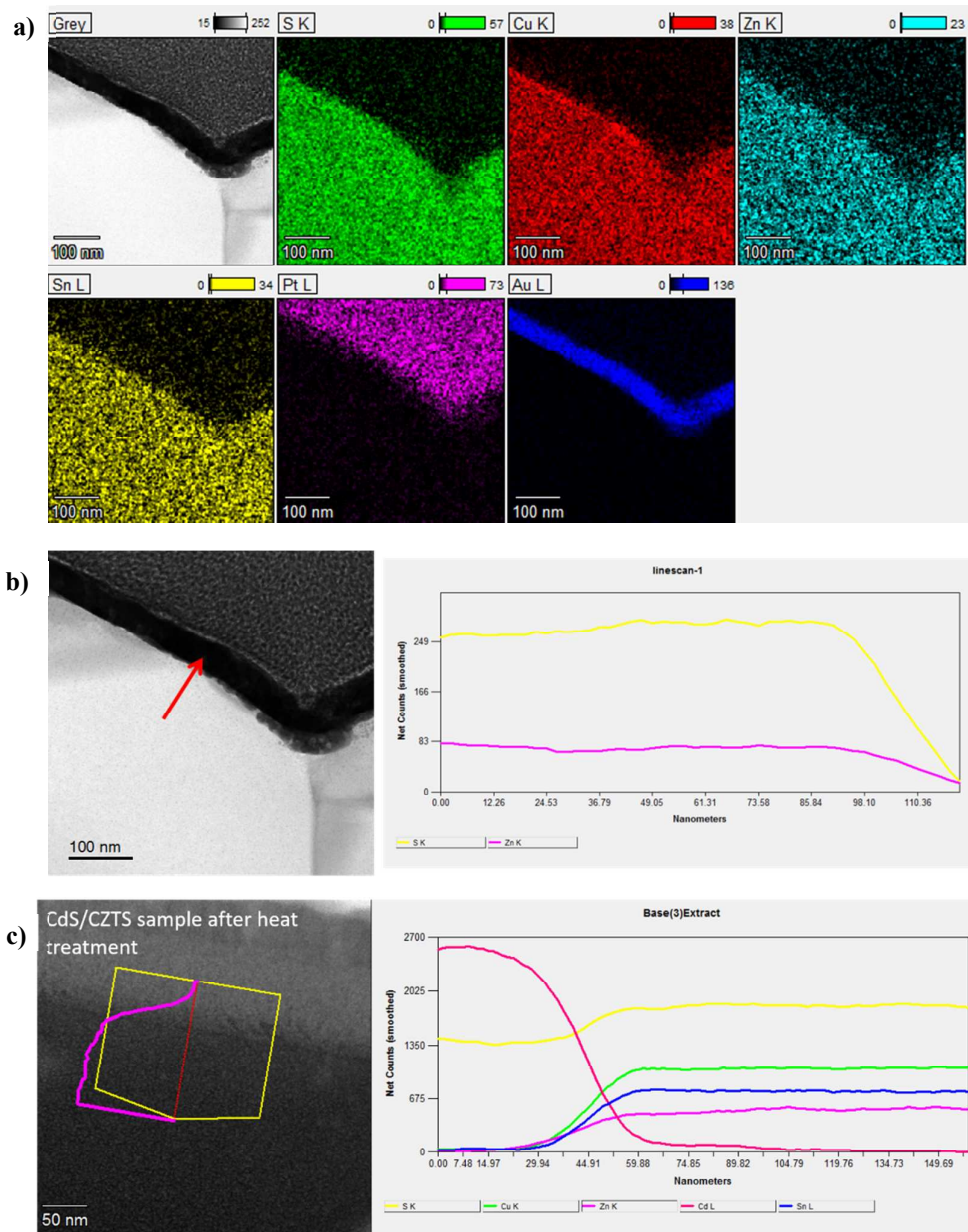 a)
Grey 15 252
S K 0 57
Cu K 0 38
Zn K 0 23
100 nm
100 nm
100 nm
100 nm
Sn L 0 34
Pt L 0 73
Au L 0 136
100 nm
100 nm
100 nm
b)
100 nm
linescan-1
Net Counts (smoothed)
249
166
83
0
0.00 12.26 24.53 36.79 49.05 61.31 73.58 85.84 98.10 110.36
Nanometers
S K Zn K
c)
CdS/CZTS sample after heat
treatment
50 nm
Base(3)Extract
Net Counts (smoothed)
2700
2025
1350
675
0
0.00 7.48 14.97 29.94 44.91 59.88 74.85 89.82 104.79 119.76 134.73 149.69
Nanometers
S K Cu K Zn K Cd L Sn L